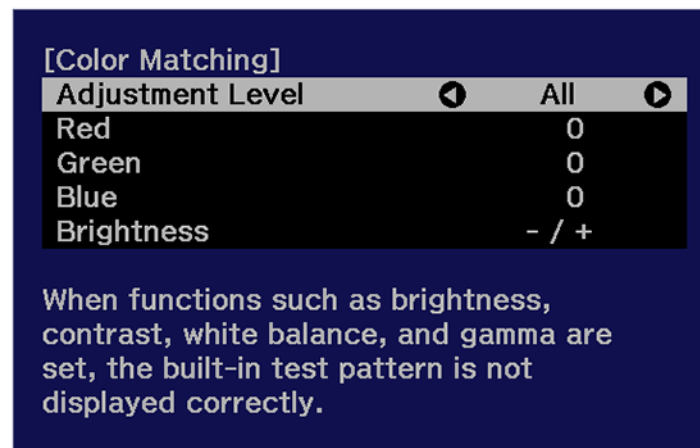 [Color Matching]
Adjustment Level All
Red 0
Green 0
Blue 0
Brightness - / +
When functions such as brightness,
contrast, white balance, and gamma are
set, the built-in test pattern is not
displayed correctly.